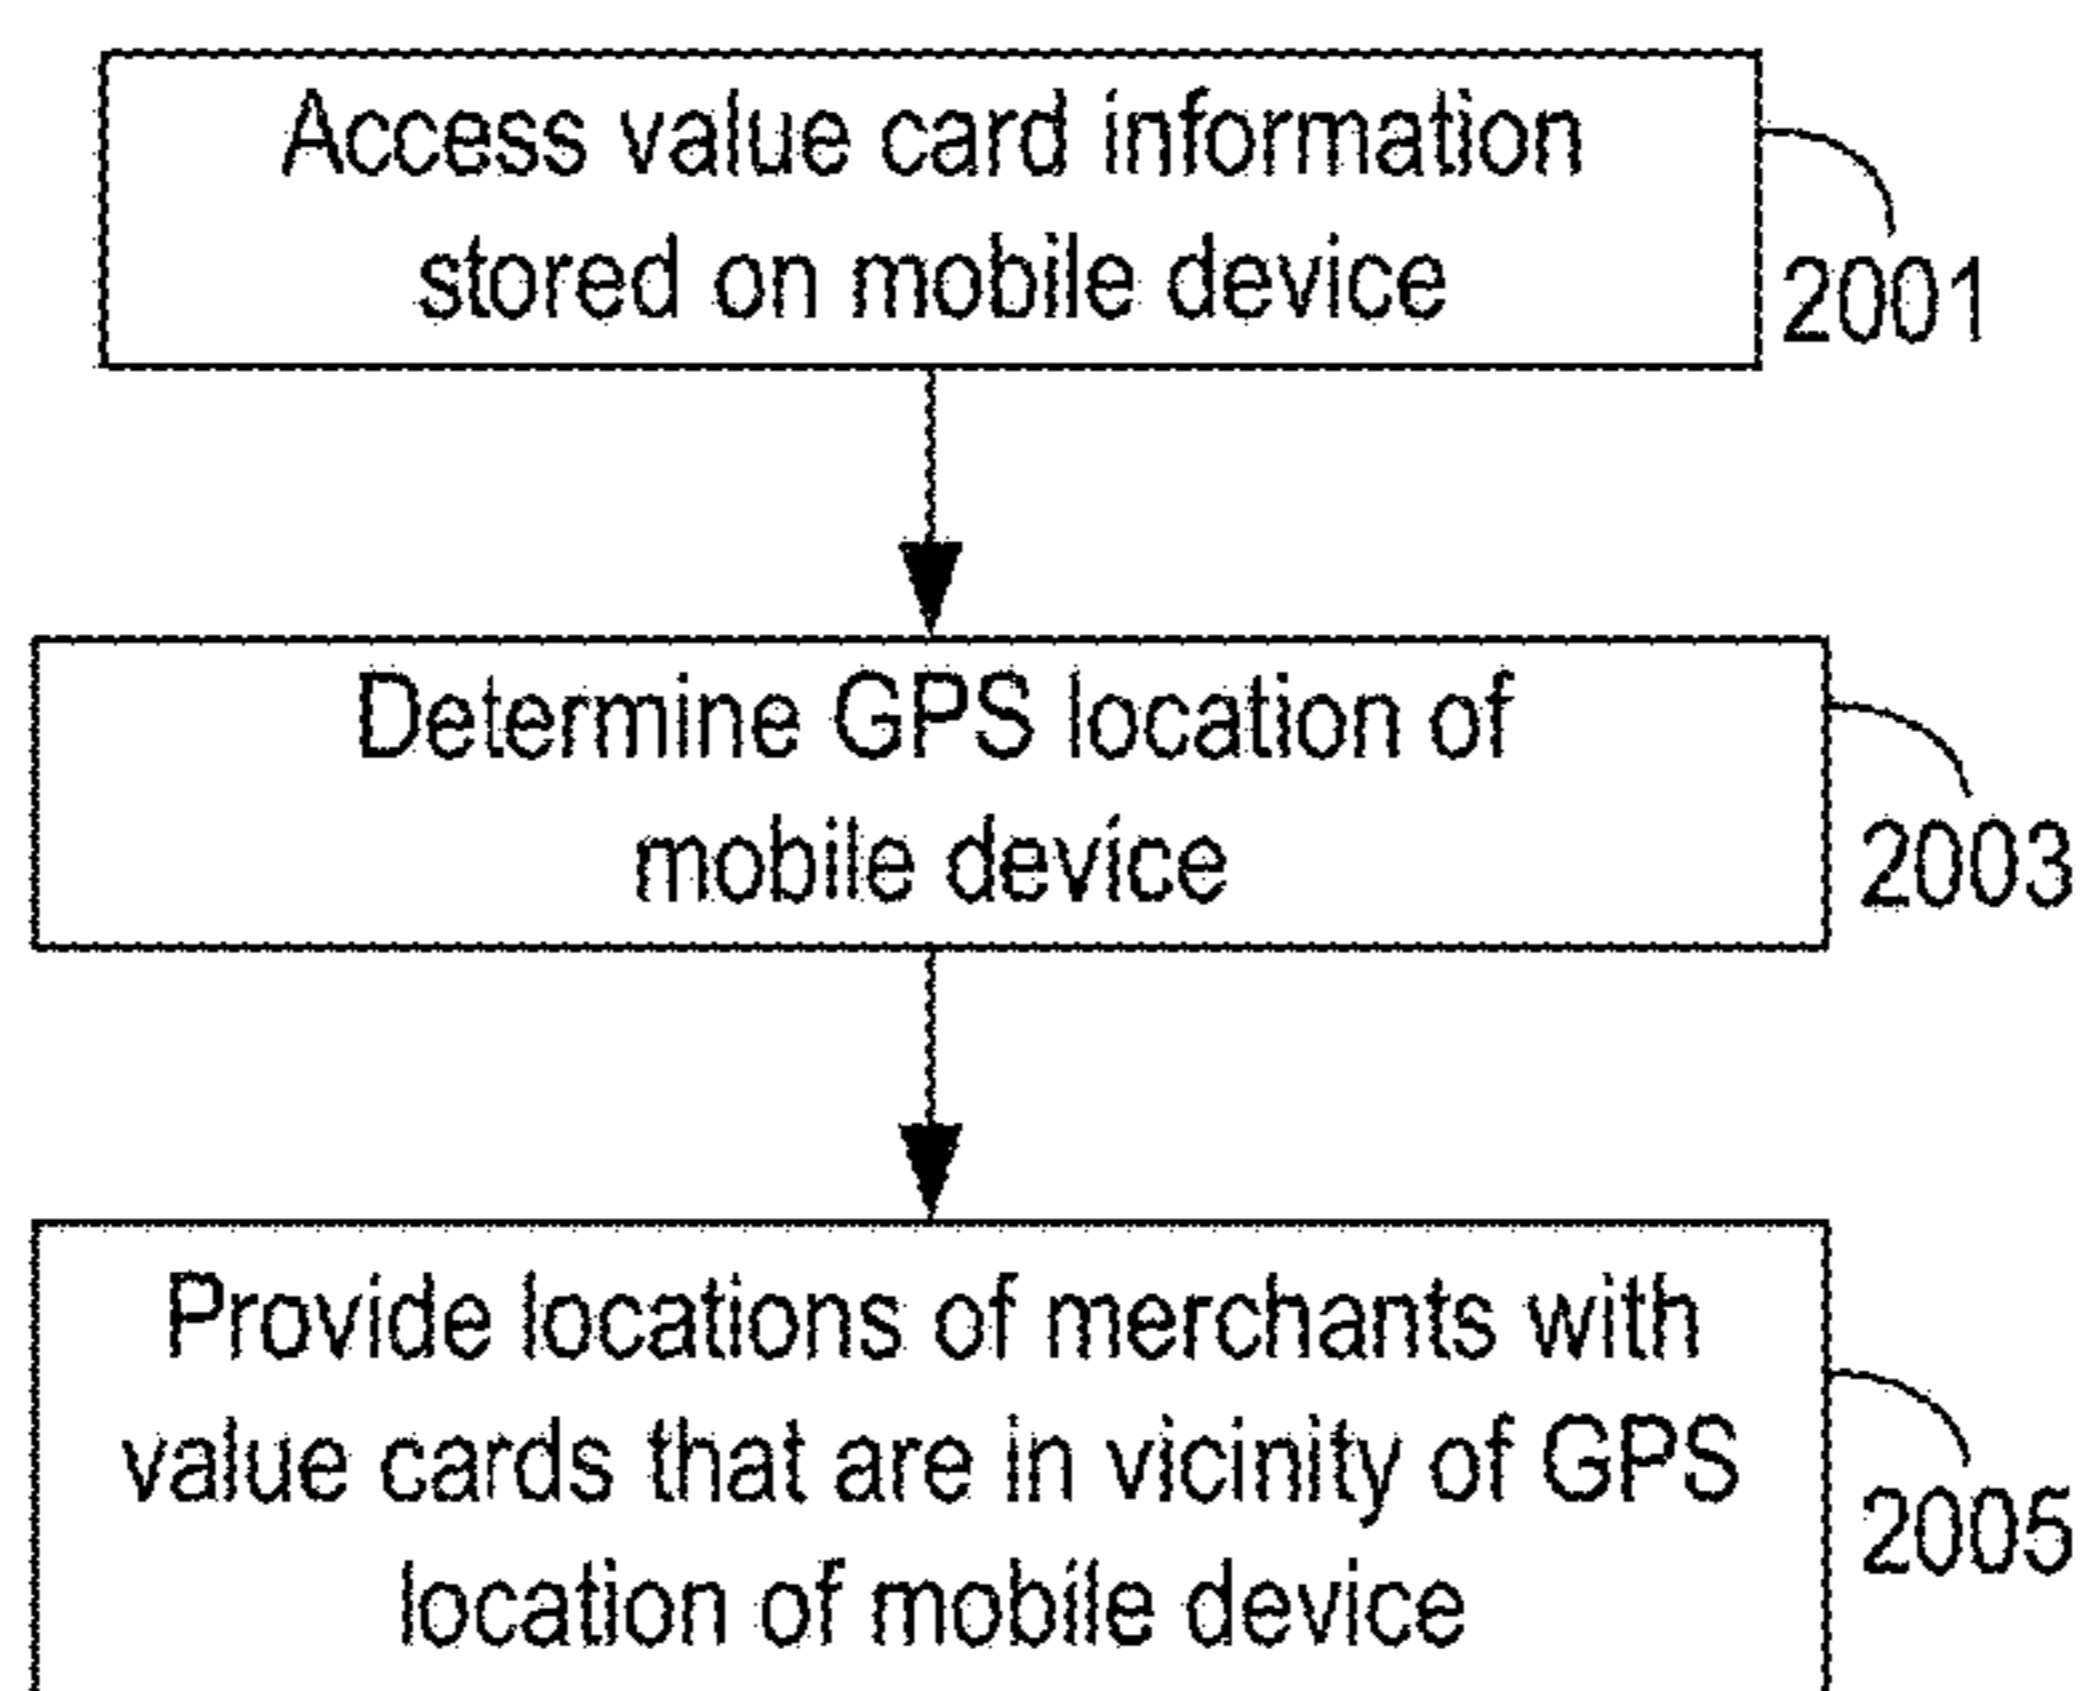 Access value card information
stored on mobile device
2001
Determine GPS location of
mobile device
2003
Provide locations of merchants with
value cards that are in vicinity of GPS
location of mobile device
2005